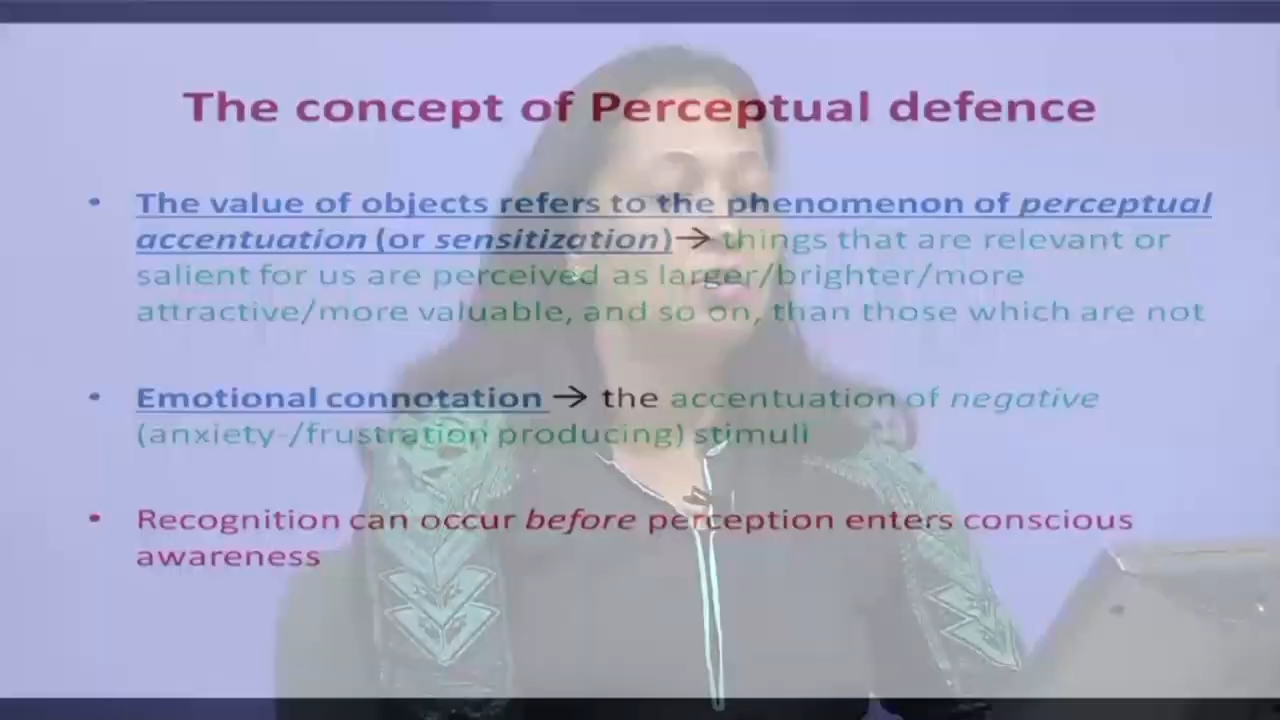 The concept of Perceptual defence
• The value of objects refers to the phenomenon of perceptual
accentuation (or sensitization)→ things that are relevant or
salient for us are perceived as larger/brighter/more
attractive/more valuable, and so on, than those which are not
• Emotional connotation → the accentuation of negative
(anxiety-/frustration producing) stimuli
• Recognition can occur before perception enters conscious
awareness